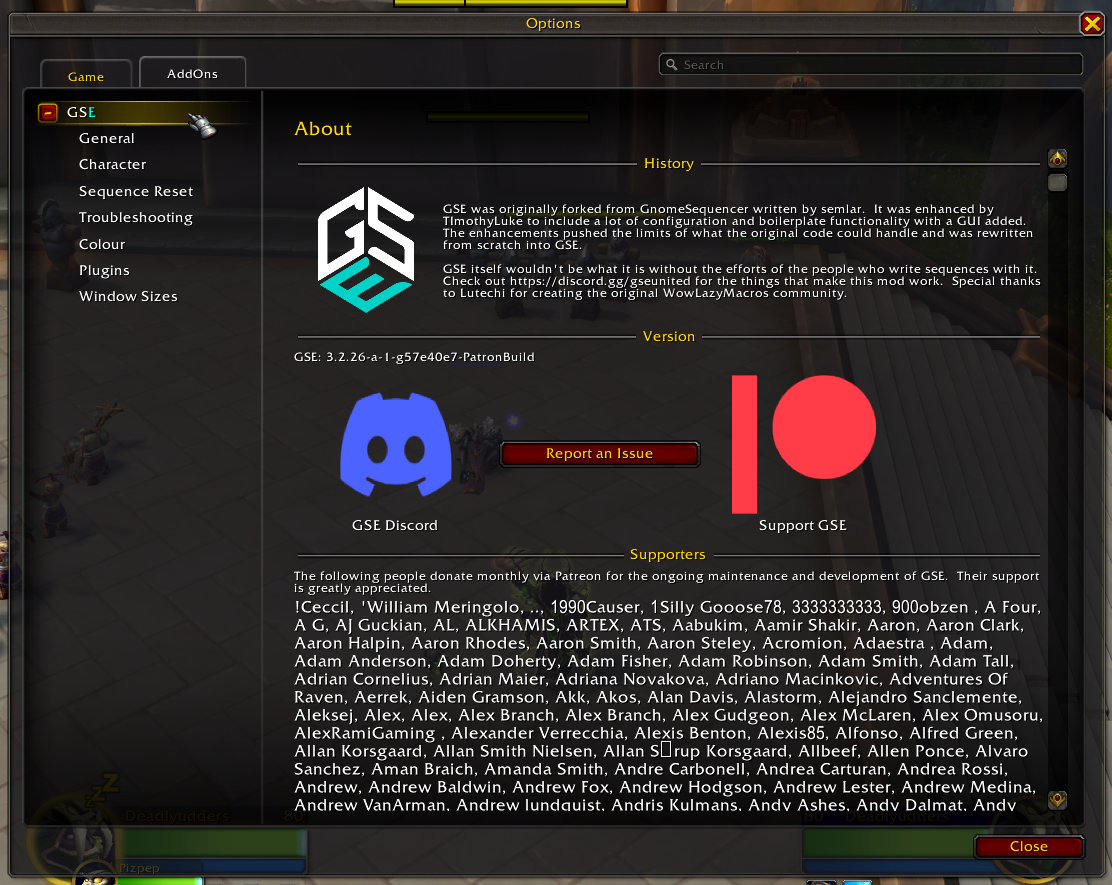 Options
Game
AddOns
Search
GSE
General
Character
Sequence Reset
Troubleshooting
Colour
Plugins
Window Sizes
About
History
GSE
GSE was originally forked from GnomeSequencer written by semlar. It was enhanced by
TimothyLuke to include a lot of configuration and boilerplate functionality with a GUI added.
The enhancements pushed the limits of what the original code could handle and was rewritten
from scratch into GSE.
GSE itself wouldn't be what it is without the efforts of the people who write sequences with it.
Check out https://discord.gg/gseunited for the things that make this mod work. Special thanks
to Lutechi for creating the original WowLazyMacros community.
Version
GSE: 3.2.26-a-1-g57e40e7-PatronBuild
Report an Issue
GSE Discord
Support GSE
Supporters
The following people donate monthly via Patreon for the ongoing maintenance and development of GSE. Their support
is greatly appreciated.
!Ceccil, 'William Meringolo, .., 1990Causer, 1Silly Gooose78, 3333333333, 900obzen , A Four,
A G, AJ Guckian, AL, ALKHAMIS, ARTEX, ATS, Aabukim, Aamir Shakir, Aaron, Aaron Clark,
Aaron Halpin, Aaron Rhodes, Aaron Smith, Aaron Steley, Acromion, Adaestra , Adam,
Adam Anderson, Adam Doherty, Adam Fisher, Adam Robinson, Adam Smith, Adam Tall,
Adrian Cornelius, Adrian Maier, Adriana Novakova, Adriano Macinkovic, Adventures Of
Raven, Aerrek, Aiden Gramson, Akk, Akos, Alan Davis, Alastorm, Alejandro Sanclemente,
Aleksej, Alex, Alex, Alex Branch, Alex Branch, Alex Gudgeon, Alex McLaren, Alex Omusoru,
AlexRamiGaming , Alexander Verrecchia, Alexis Benton, Alexis85, Alfonso, Alfred Green,
Allan Korsgaard, Allan Smith Nielsen, Allan S□rup Korsgaard, Allbeef, Allen Ponce, Alvaro
Sanchez, Aman Braich, Amanda Smith, Andre Carbonell, Andrea Carturan, Andrea Rossi,
Andrew, Andrew Baldwin, Andrew Fox, Andrew Hodgson, Andrew Lester, Andrew Medina,
Andrew VanArman, Andrew lundquist, Andris Kulmans, Andy Ashes, Andy Dalmat, Andy
Deadlyudders 80
80 Deadlyudders
Pizpep
Close